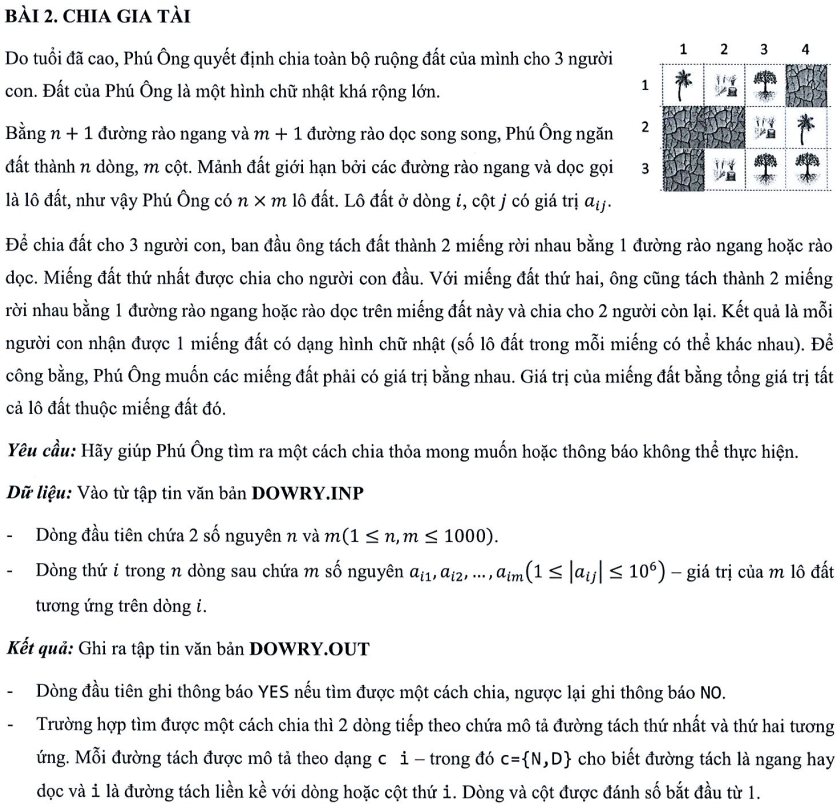 BÀI 2. CHIA GIA TÀI
Do tuổi đã cao, Phú Ông quyết định chia toàn bộ ruộng đất của mình cho 3 người
con. Đất của Phú Ông là một hình chữ nhật khá rộng lớn.
Bằng n + 1 đường rào ngang và m + 1 đường rào dọc song song, Phú Ông ngăn
đất thành n dòng, m cột. Mảnh đất giới hạn bởi các đường rào ngang và dọc gọi
là lô đất, như vậy Phú Ông có n × m lô đất. Lô đất ở dòng i, cột j có giá trị aᵢⱼ.
1 2 3 4
1
2
3
Để chia đất cho 3 người con, ban đầu ông tách đất thành 2 miếng rời nhau bằng 1 đường rào ngang hoặc rào
dọc. Miếng đất thứ nhất được chia cho người con đầu. Với miếng đất thứ hai, ông cũng tách thành 2 miếng
rời nhau bằng 1 đường rào ngang hoặc rào dọc trên miếng đất này và chia cho 2 người còn lại. Kết quả là mỗi
người con nhận được 1 miếng đất có dạng hình chữ nhật (số lô đất trong mỗi miếng có thể khác nhau). Để
công bằng, Phú Ông muốn các miếng đất phải có giá trị bằng nhau. Giá trị của miếng đất bằng tổng giá trị tất
cả lô đất thuộc miếng đất đó.
Yêu cầu: Hãy giúp Phú Ông tìm ra một cách chia thỏa mong muốn hoặc thông báo không thể thực hiện.
Dữ liệu: Vào từ tập tin văn bản DOWRY.INP
- Dòng đầu tiên chứa 2 số nguyên n và m(1 ≤ n, m ≤ 1000).
- Dòng thứ i trong n dòng sau chứa m số nguyên aᵢ₁, aᵢ₂, ..., aᵢₘ(1 ≤ |aᵢⱼ| ≤ 10⁶) – giá trị của m lô đất
tương ứng trên dòng i.
Kết quả: Ghi ra tập tin văn bản DOWRY.OUT
- Dòng đầu tiên ghi thông báo YES nếu tìm được một cách chia, ngược lại ghi thông báo NO.
- Trường hợp tìm được một cách chia thì 2 dòng tiếp theo chứa mô tả đường tách thứ nhất và thứ hai tương
ứng. Mỗi đường tách được mô tả theo dạng c i – trong đó c={N,D} cho biết đường tách là ngang hay
dọc và i là đường tách liền kề với dòng hoặc cột thứ i. Dòng và cột được đánh số bắt đầu từ 1.